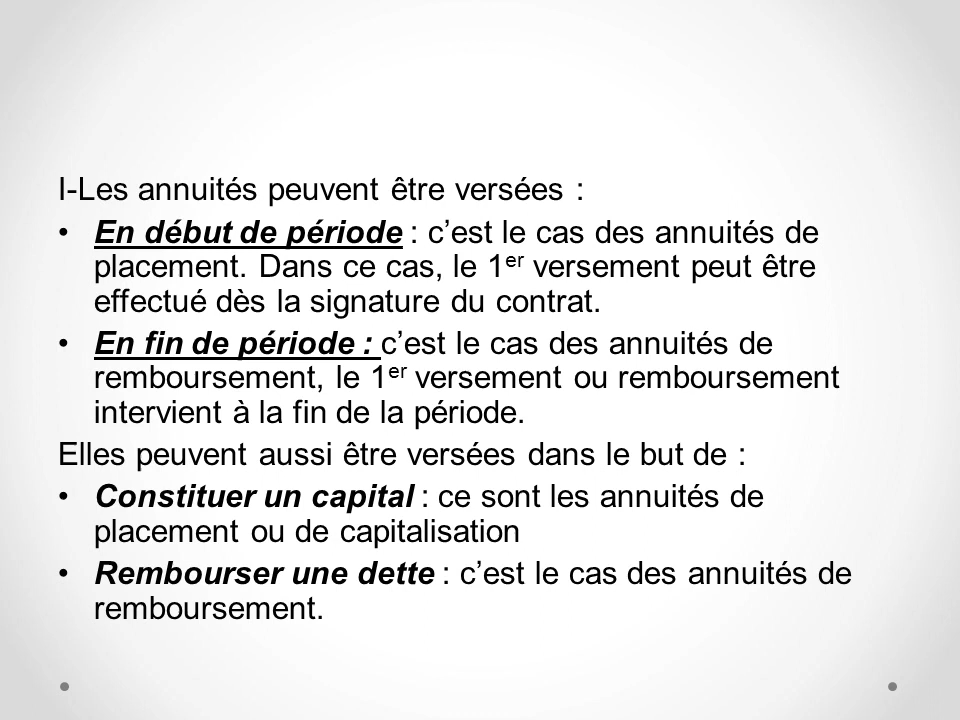 I-Les annuités peuvent être versées :
• En début de période : c’est le cas des annuités de
placement. Dans ce cas, le 1er versement peut être
effectué dès la signature du contrat.
• En fin de période : c’est le cas des annuités de
remboursement, le 1er versement ou remboursement
intervient à la fin de la période.
Elles peuvent aussi être versées dans le but de :
• Constituer un capital : ce sont les annuités de
placement ou de capitalisation
• Rembourser une dette : c’est le cas des annuités de
remboursement.